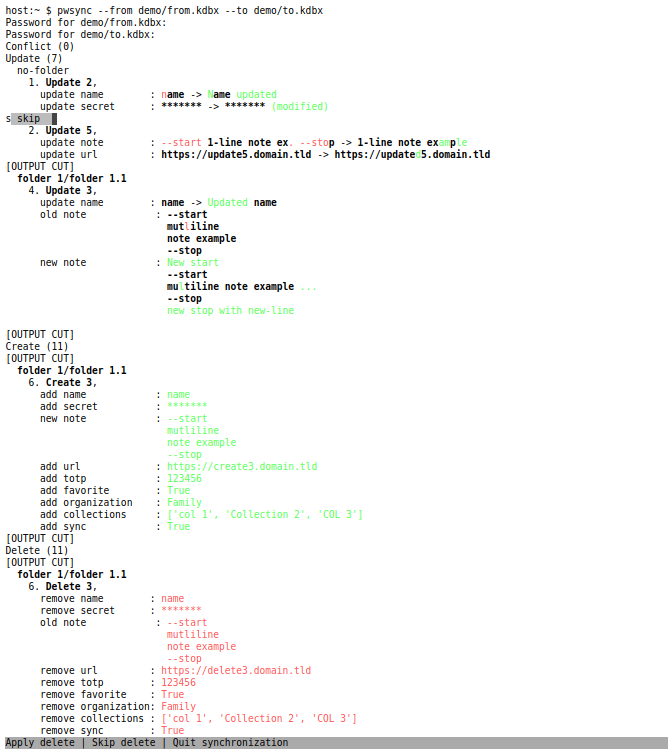 host:~ $ pwsync --from demo/from.kdbx --to demo/to.kdbx
Password for demo/from.kdbx:
Password for demo/to.kdbx:
Conflict (0)
Update (7)
no-folder
1. Update 2,
update name : name -> Name updated
update secret : ******* -> ******* (modified)
s skip
2. Update 5,
update note : --start 1-line note ex. --stop -> 1-line note example
update url : https://update5.domain.tld -> https://updated5.domain.tld
[OUTPUT CUT]
folder 1/folder 1.1
4. Update 3,
update name : name -> Updated name
old note : --start
mutliline
note example
--stop
new note : New start
--start
multiline note example ...
--stop
new stop with new-line
[OUTPUT CUT]
Create (11)
[OUTPUT CUT]
folder 1/folder 1.1
6. Create 3,
add name : name
add secret : *******
new note : --start
mutliline
note example
--stop
add url : https://create3.domain.tld
add totp : 123456
add favorite : True
add organization : Family
add collections : ['col 1', 'Collection 2', 'COL 3']
add sync : True
[OUTPUT CUT]
Delete (11)
[OUTPUT CUT]
folder 1/folder 1.1
6. Delete 3,
remove name : name
remove secret : *******
old note : --start
mutliline
note example
--stop
remove url : https://delete3.domain.tld
remove totp : 123456
remove favorite : True
remove organization: Family
remove collections : ['col 1', 'Collection 2', 'COL 3']
remove sync : True
Apply delete | Skip delete | Quit synchronization